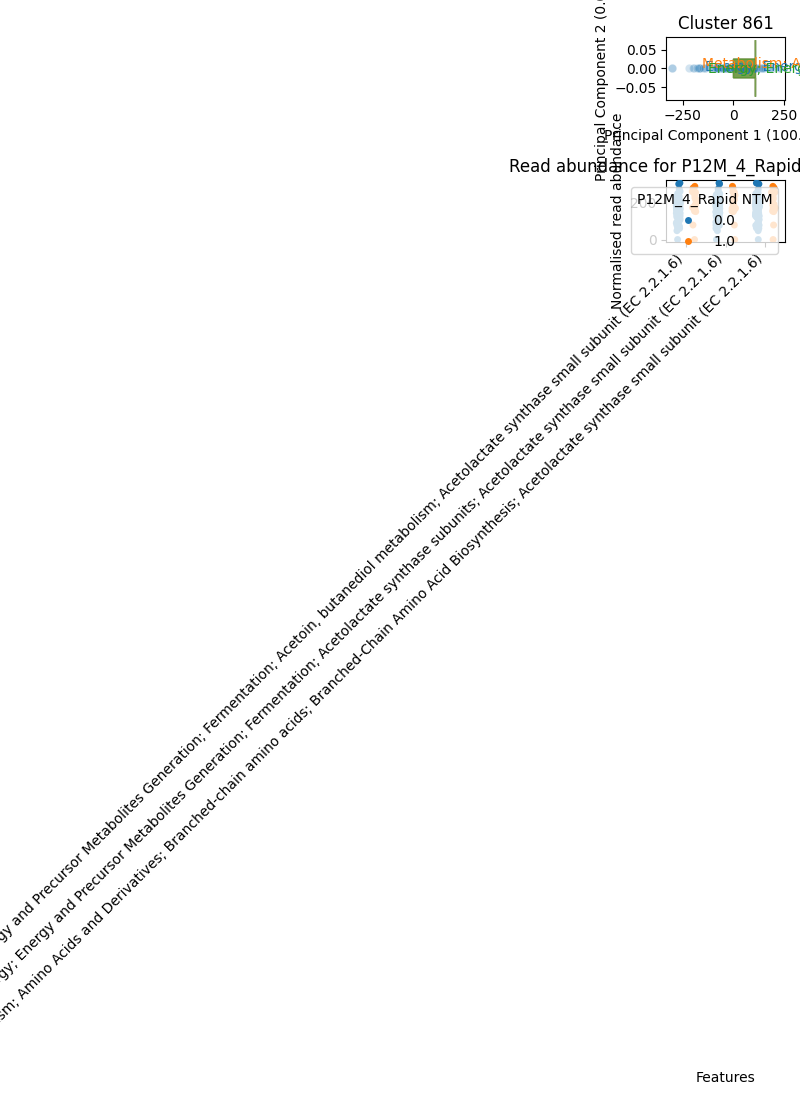 Cluster 861
Principal Component 2 (0.0
0.05
0.00
−0.05
Metabolism; A
Energy; Energy
−250
0
250
Principal Component 1 (100.
Read abundance for P12M_4_Rapid
Normalised read abundance
200
0
P12M_4_Rapid NTM
0.0
1.0
gy and Precursor Metabolites Generation; Fermentation; Acetoin, butanediol metabolism; Acetolactate synthase small subunit (EC 2.2.1.6)
gy; Energy and Precursor Metabolites Generation; Fermentation; Acetolactate synthase subunits; Acetolactate synthase small subunit (EC 2.2.1.6)
sm; Amino Acids and Derivatives; Branched-chain amino acids; Branched-Chain Amino Acid Biosynthesis; Acetolactate synthase small subunit (EC 2.2.1.6)
Features